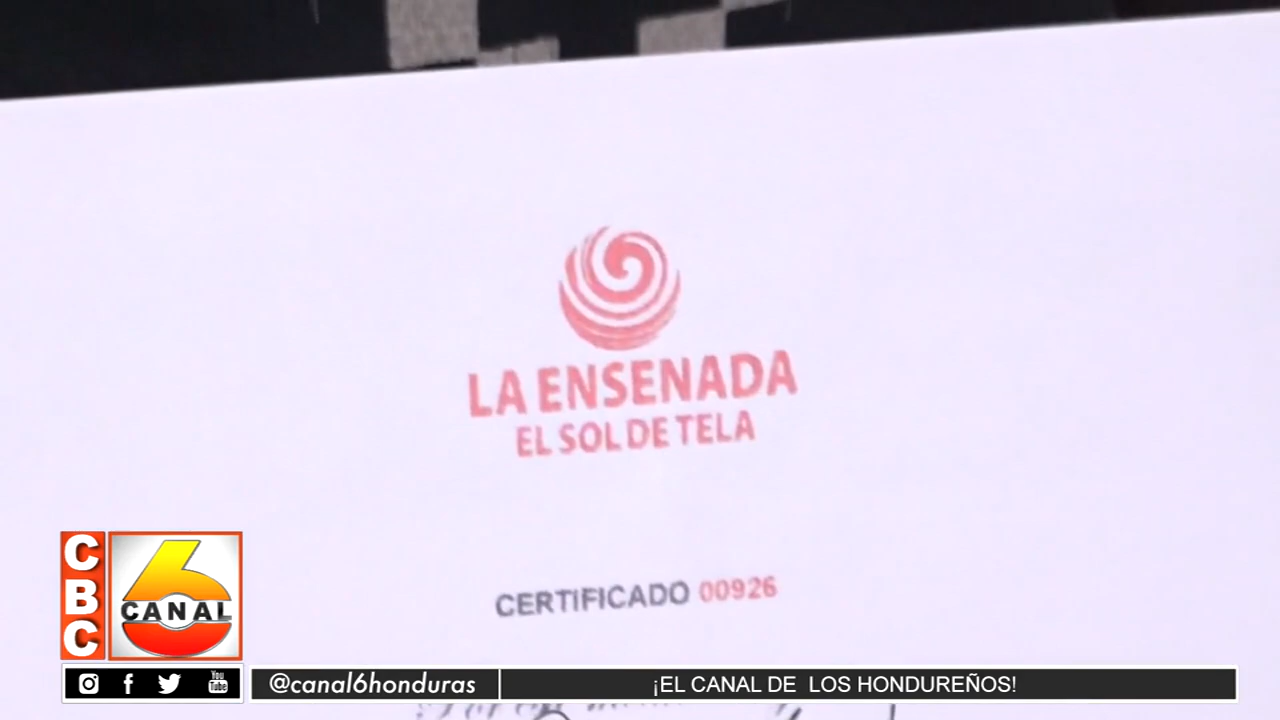 LA ENSENADA
EL SOL DE TELA
CERTIFICADO 00926
CBC
6
CANAL
You
Tube
@canal6honduras
¡EL CANAL DE LOS HONDUREÑOS!